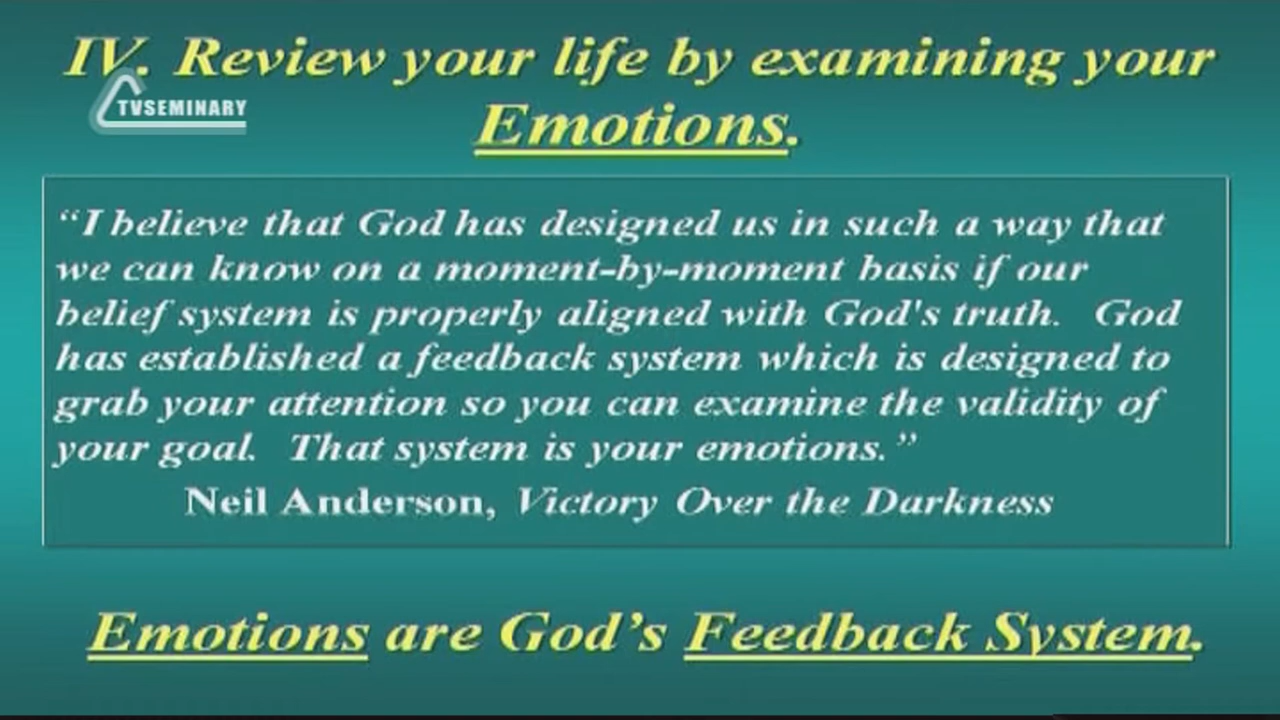 IV. Review your life by examining your
TVSEMINARY
Emotions.
“I believe that God has designed us in such a way that
we can know on a moment-by-moment basis if our
belief system is properly aligned with God's truth. God
has established a feedback system which is designed to
grab your attention so you can examine the validity of
your goal. That system is your emotions.”
Neil Anderson, Victory Over the Darkness
Emotions are God’s Feedback System.